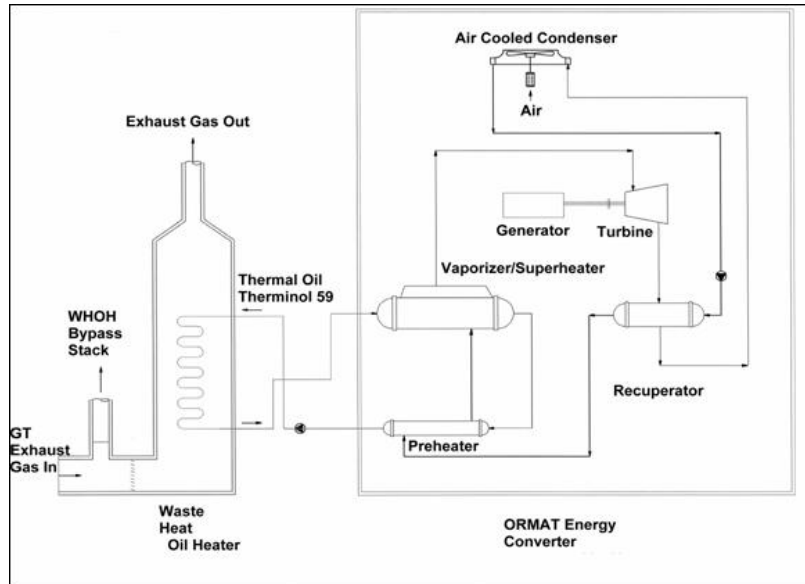 Air Cooled Condenser
Air
Exhaust Gas Out
Generator
Turbine
Vaporizer/Superheater
Thermal Oil
Therminol 59
WHOH
Bypass
Stack
Recuperator
GT
Exhaust
Gas In
Preheater
Waste
Heat
Oil Heater
ORMAT Energy
Converter